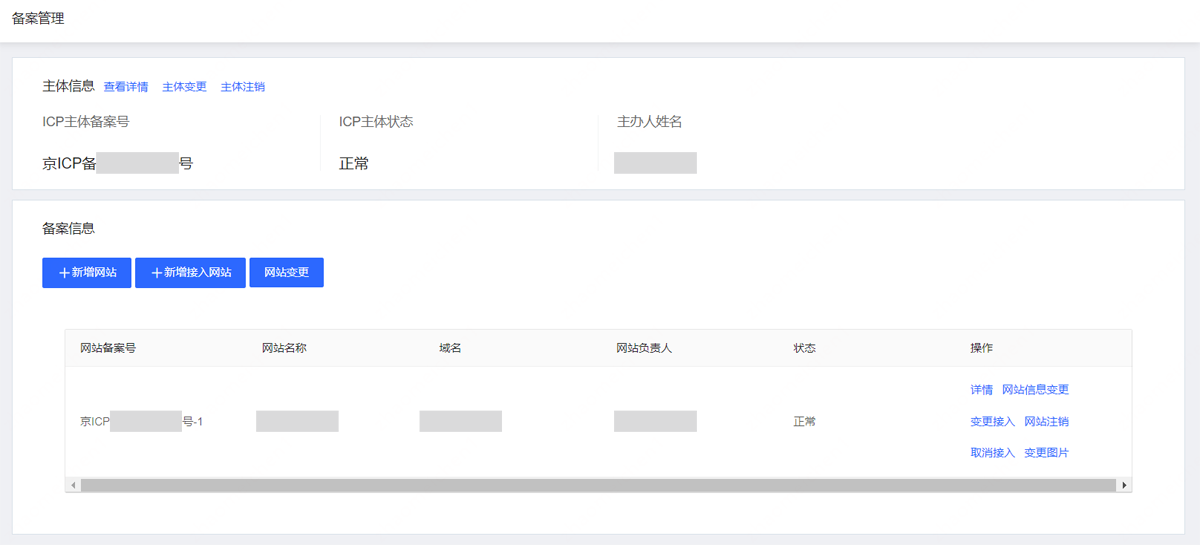 备案管理
主体信息 查看详情 主体变更 主体注销
ICP主体备案号 ICP主体状态 主办人姓名
京ICP备 号 正常
备案信息
+新增网站 +新增接入网站 网站变更
网站备案号 网站名称 域名 网站负责人 状态 操作
详情 网站信息变更
京ICP 号-1 正常 变更接入 网站注销
取消接入 变更图片